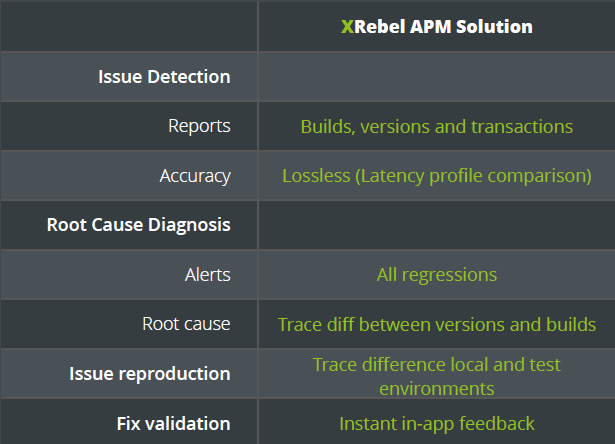 XRebel APM Solution
Issue Detection
Reports Builds, versions and transactions
Accuracy Lossless (Latency profile comparison)
Root Cause Diagnosis
Alerts All regressions
Root cause Trace diff between versions and builds
Issue reproduction Trace difference local and test
environments
Fix validation Instant in-app feedback